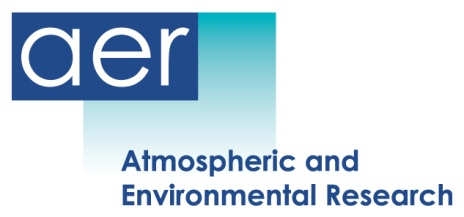 aer
Atmospheric and
Environmental Research